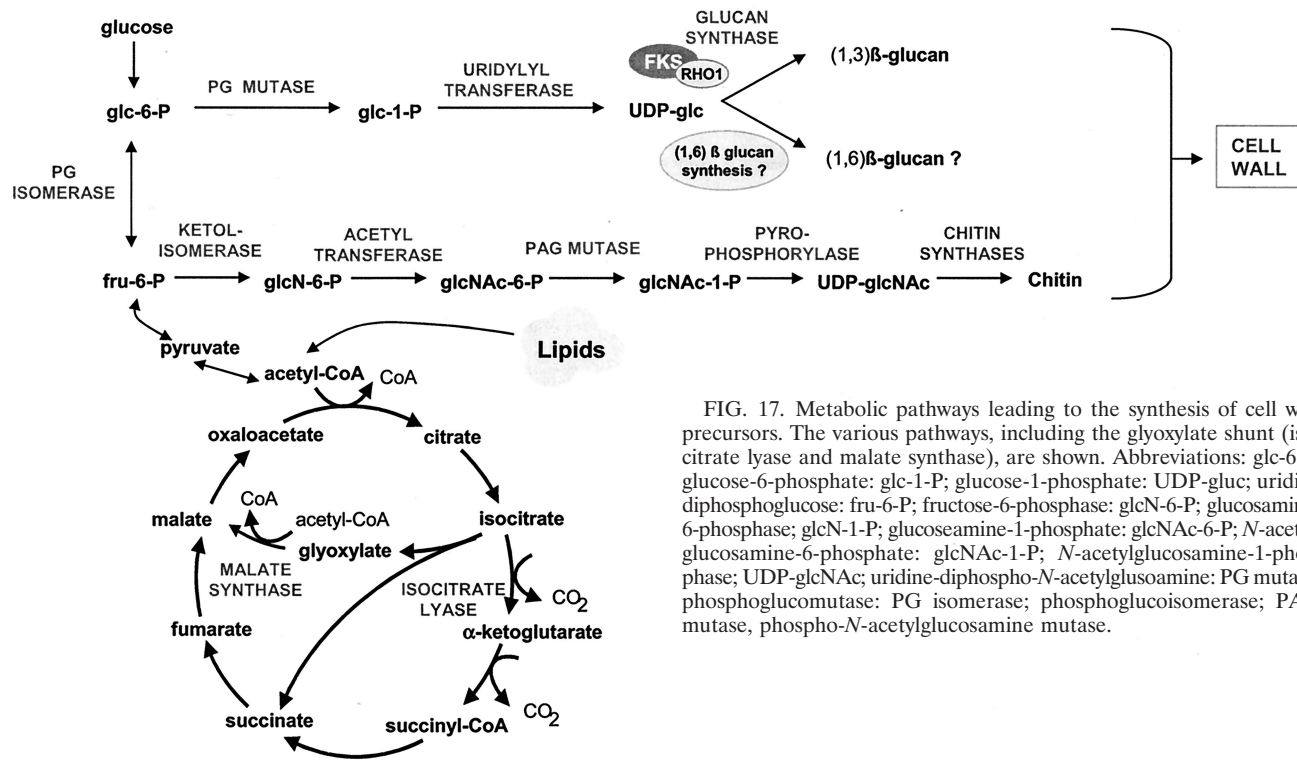 glucose
GLUCAN
SYNTHASE
FKS
RHO1
(1,3)ß-glucan
PG MUTASE
URIDYLYL
TRANSFERASE
glc-6-P
glc-1-P
UDP-glc
(1,6) ß glucan
synthesis ?
(1,6)ß-glucan ?
CELL
WALL
PG
ISOMERASE
KETOL-
ISOMERASE
ACETYL
TRANSFERASE
PAG MUTASE
PYRO-
PHOSPHORYLASE
CHITIN
SYNTHASES
fru-6-P
glcN-6-P
glcNAc-6-P
glcNAc-1-P
UDP-glcNAc
Chitin
pyruvate
Lipids
acetyl-CoA
CoA
oxaloacetate
citrate
CoA
malate
acetyl-CoA
isocitrate
glyoxylate
MALATE
SYNTHASE
ISOCITRATE
LYASE
CO2
fumarate
α-ketoglutarate
succinate
succinyl-CoA
CO2
FIG. 17. Metabolic pathways leading to the synthesis of cell w
precursors. The various pathways, including the glyoxylate shunt (is
citrate lyase and malate synthase), are shown. Abbreviations: glc-6
glucose-6-phosphate: glc-1-P; glucose-1-phosphate: UDP-gluc; uridi
diphosphoglucose: fru-6-P; fructose-6-phosphase: glcN-6-P; glucosami
6-phosphase; glcN-1-P; glucoseamine-1-phosphate: glcNAc-6-P; N-acet
glucosamine-6-phosphate: glcNAc-1-P; N-acetylglucosamine-1-pho
phase; UDP-glcNAc; uridine-diphospho-N-acetylglusoamine: PG muta
phosphoglucomutase: PG isomerase; phosphoglucoisomerase; PA
mutase, phospho-N-acetylglucosamine mutase.